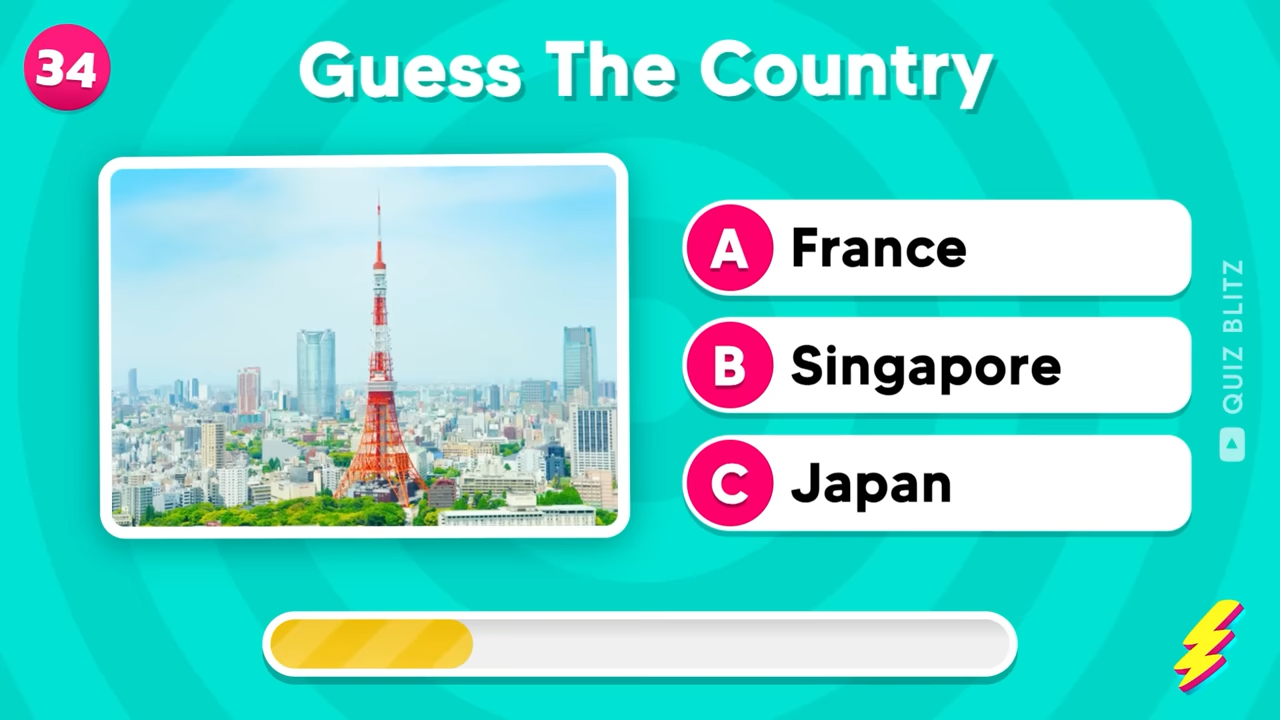 34
Guess The Country
A France
B Singapore
C Japan
QUIZ BLITZ